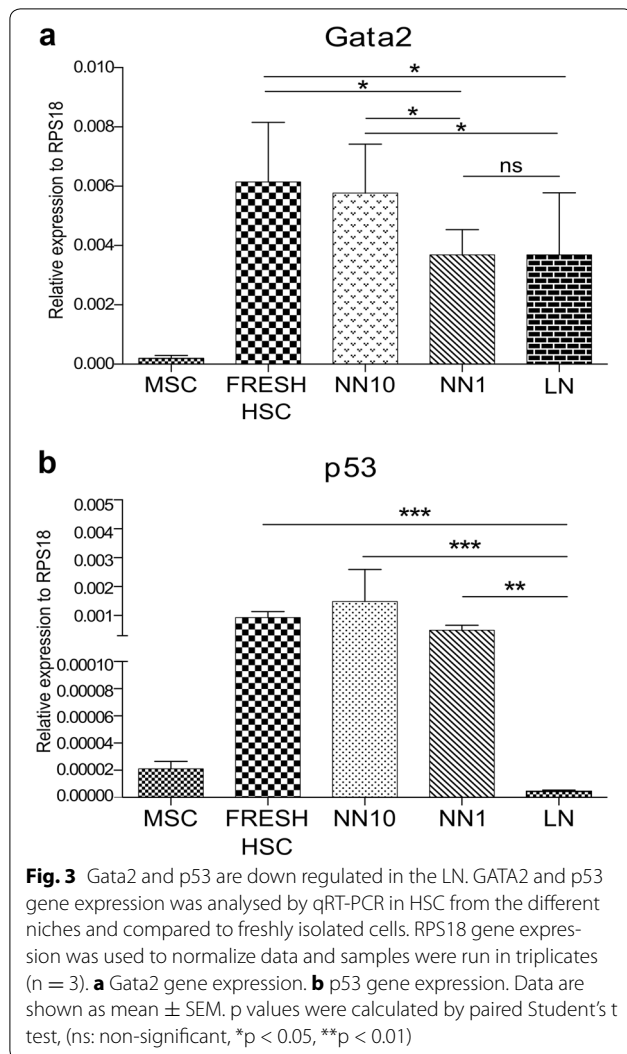 a
Gata2
Relative expression to RPS18
0.010
0.008
0.006
0.004
0.002
0.000
*
*
*
*
ns
MSC FRESH HSC NN10 NN1 LN
b
p53
Relative expression to RPS18
0.005
0.004
0.003
0.002
0.001
0.00010
0.00008
0.00006
0.00004
0.00002
0.00000
***
***
**
MSC FRESH HSC NN10 NN1 LN
Fig. 3 Gata2 and p53 are down regulated in the LN. GATA2 and p53
gene expression was analysed by qRT-PCR in HSC from the different
niches and compared to freshly isolated cells. RPS18 gene expres-
sion was used to normalize data and samples were run in triplicates
(n = 3). a Gata2 gene expression. b p53 gene expression. Data are
shown as mean ± SEM. p values were calculated by paired Student’s t
test, (ns: non-significant, *p < 0.05, **p < 0.01)